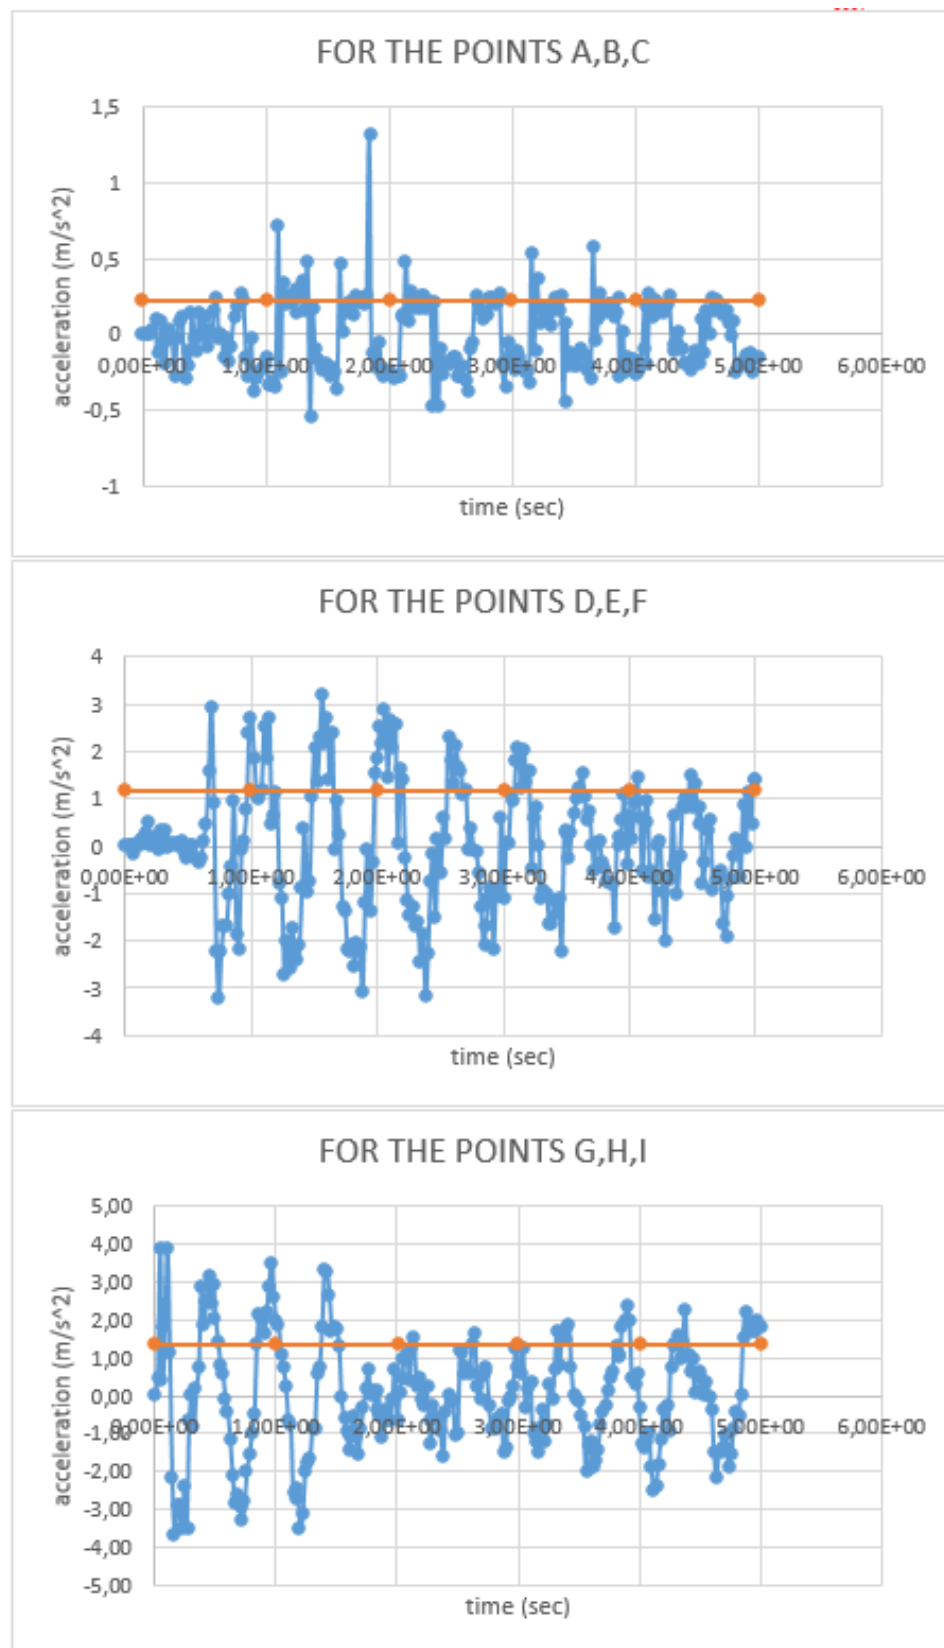 FOR THE POINTS A,B,C
1,5
1
0,5
0
-0,5
-1
0,00E+00 1,00E+00 2,00E+00 3,00E+00 4,00E+00 5,00E+00 6,00E+00
acceleration (m/s^2)
time (sec)
FOR THE POINTS D,E,F
4
3
2
1
0
-1
-2
-3
-4
0,00E+00 1,00E+00 2,00E+00 3,00E+00 4,00E+00 5,00E+00 6,00E+00
acceleration (m/s^2)
time (sec)
FOR THE POINTS G,H,I
5,00
4,00
3,00
2,00
1,00
0,00
-1,00
-2,00
-3,00
-4,00
-5,00
0,00E+00 1,00E+00 2,00E+00 3,00E+00 4,00E+00 5,00E+00 6,00E+00
acceleration (m/s^2)
time (sec)